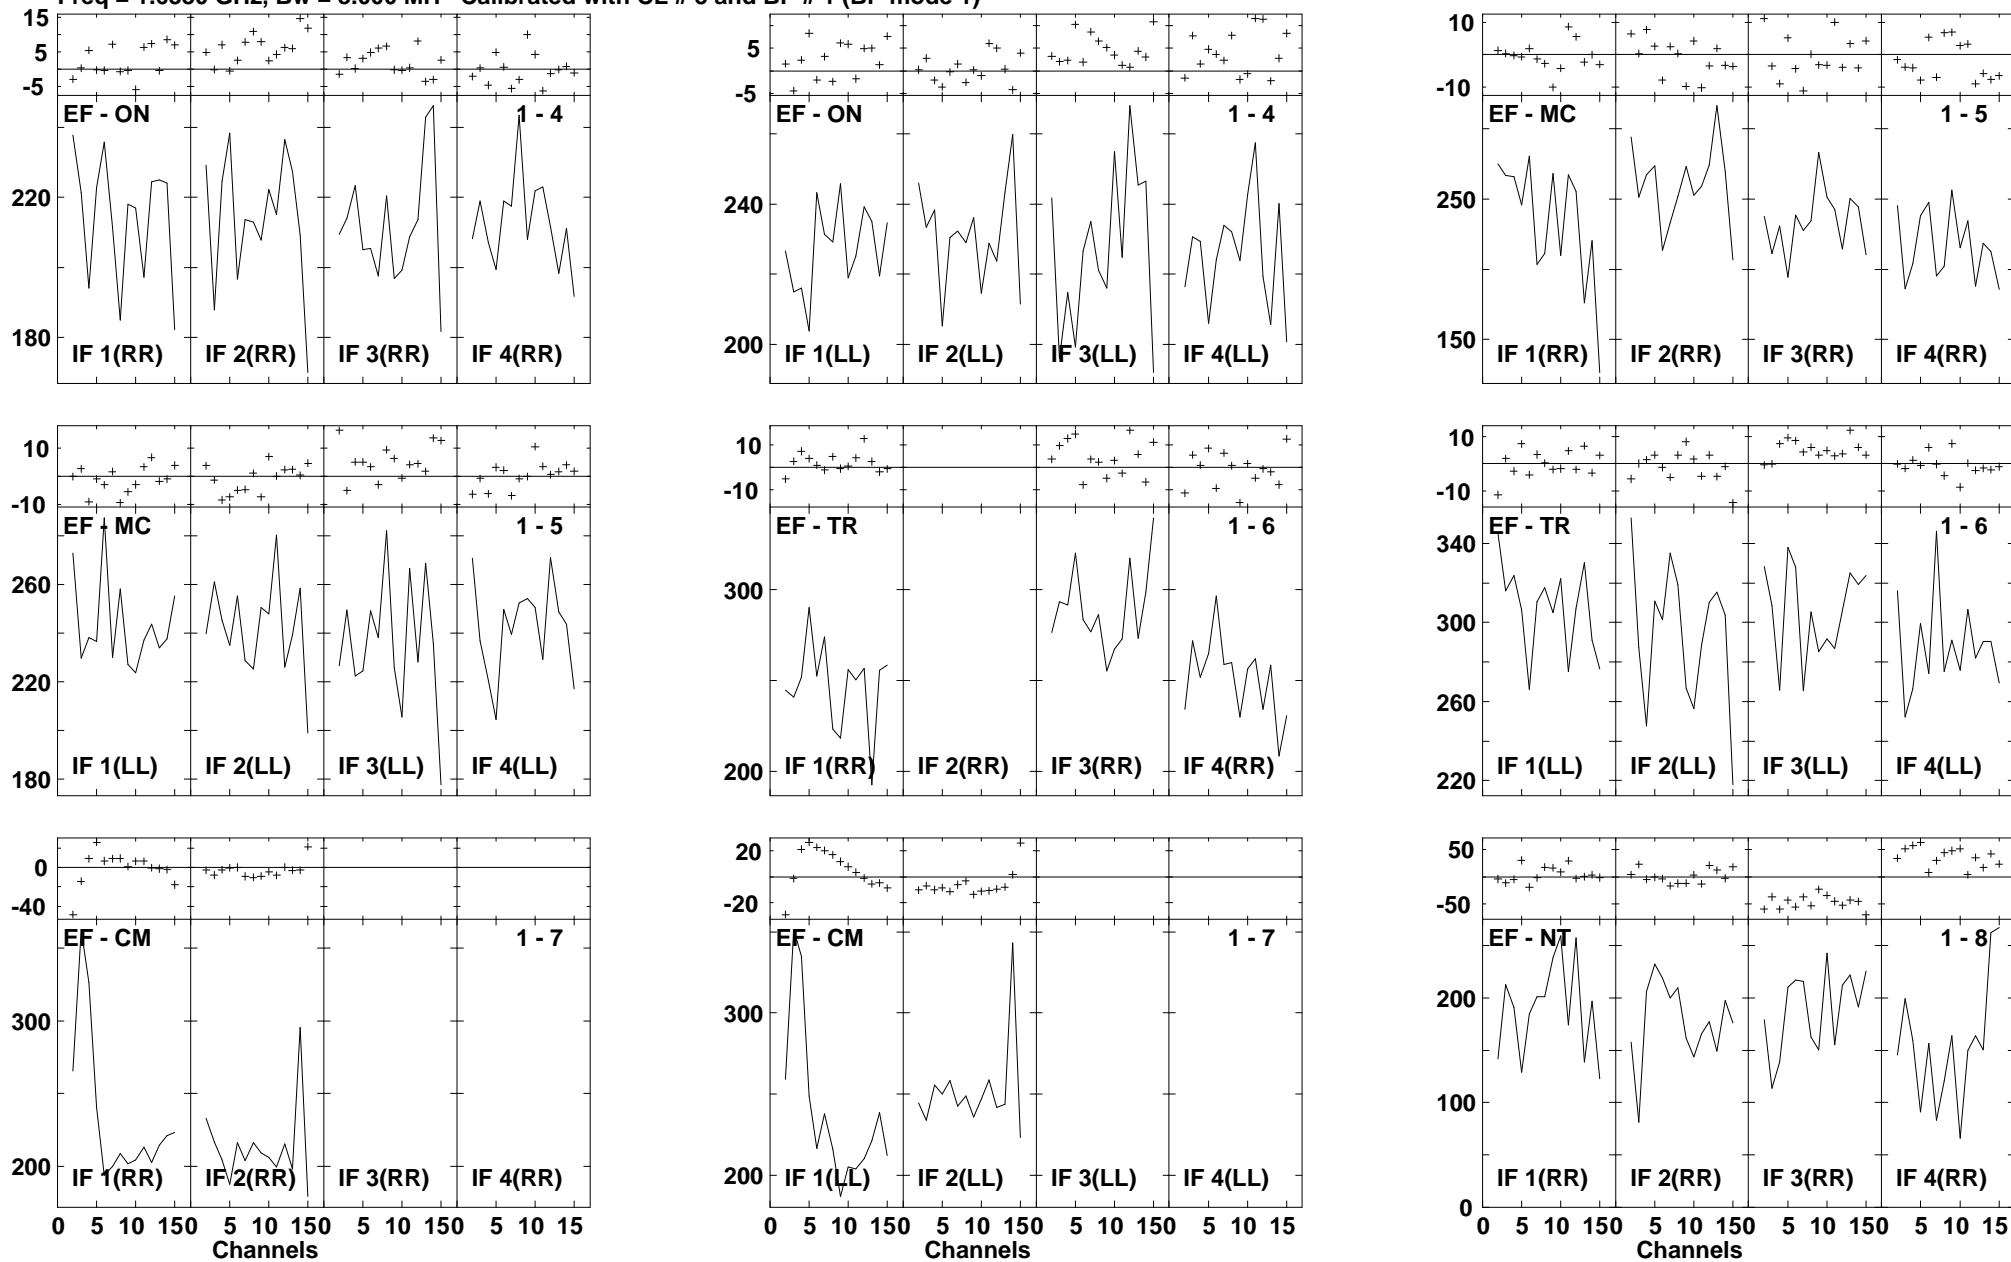 15
5
-5
EF - ON
1 - 4
220
180
IF 1(RR)
IF 2(RR)
IF 3(RR)
IF 4(RR)
5
-5
EF - ON
1 - 4
240
200
IF 1(LL)
IF 2(LL)
IF 3(LL)
IF 4(LL)
10
-10
EF - MC
1 - 5
250
150
IF 1(RR)
IF 2(RR)
IF 3(RR)
IF 4(RR)
10
-10
EF - MC
1 - 5
260
220
180
IF 1(LL)
IF 2(LL)
IF 3(LL)
IF 4(LL)
10
-10
EF - TR
1 - 6
300
200
IF 1(RR)
IF 2(RR)
IF 3(RR)
IF 4(RR)
10
-10
EF - TR
1 - 6
340
300
260
220
IF 1(LL)
IF 2(LL)
IF 3(LL)
IF 4(LL)
0
-40
EF - CM
1 - 7
300
200
IF 1(RR)
IF 2(RR)
IF 3(RR)
IF 4(RR)
0 5 10 150 5 10 150 5 10 150 5 10 15
Channels
20
-20
EF - CM
1 - 7
300
200
IF 1(LL)
IF 2(LL)
IF 3(LL)
IF 4(LL)
0 5 10 150 5 10 150 5 10 150 5 10 15
Channels
50
-50
EF - NT
1 - 8
200
100
0
IF 1(RR)
IF 2(RR)
IF 3(RR)
IF 4(RR)
0 5 10 150 5 10 150 5 10 150 5 10 15
Channels